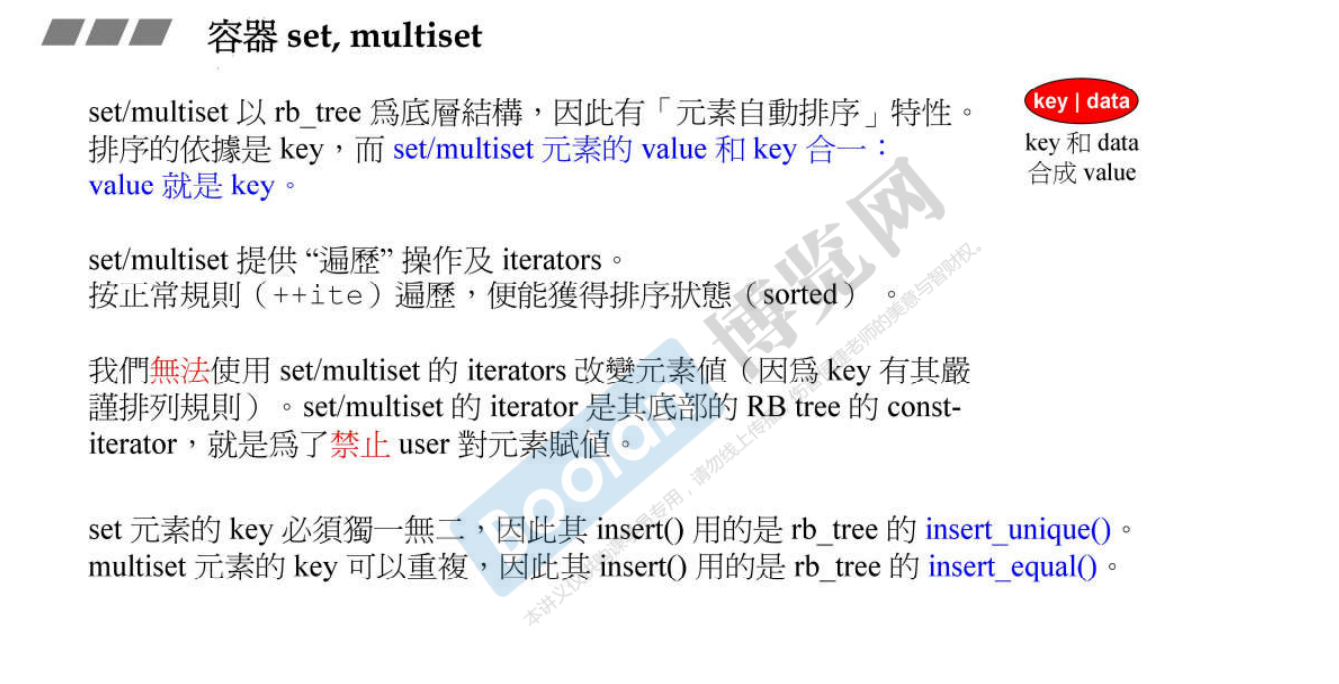 容器 set, multiset
set/multiset 以 rb_tree 爲底層結構，因此有「元素自動排序」特性。
排序的依據是 key，而 set/multiset 元素的 value 和 key 合一：
value 就是 key。
key | data
key 和 data
合成 value
set/multiset 提供 “遍歷” 操作及 iterators。
按正常規則（++ite）遍歷，便能獲得排序狀態（sorted） 。
我們無法使用 set/multiset 的 iterators 改變元素值（因爲 key 有其嚴
謹排列規則）。set/multiset 的 iterator 是其底部的 RB tree 的 const-
iterator，就是爲了禁止 user 對元素賦值。
set 元素的 key 必須獨一無二，因此其 insert() 用的是 rb_tree 的 insert_unique()。
multiset 元素的 key 可以重複，因此其 insert() 用的是 rb_tree 的 insert_equal()。
Boolan 博览网
本讲义仅 专用，请勿线上传播 老师的美意与智财权。